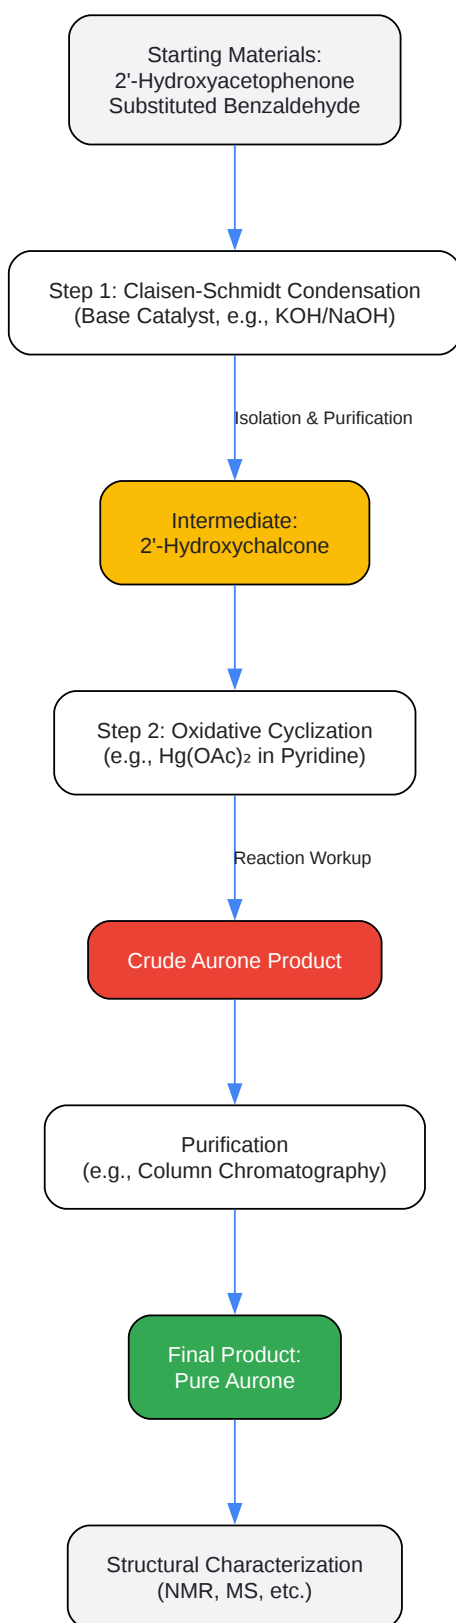 Starting Materials:
2'-Hydroxyacetophenone
Substituted Benzaldehyde
Step 1: Claisen-Schmidt Condensation
(Base Catalyst, e.g., KOH/NaOH)
Isolation & Purification
Intermediate:
2'-Hydroxychalcone
Step 2: Oxidative Cyclization
(e.g., Hg(OAc)₂ in Pyridine)
Reaction Workup
Crude Aurone Product
Purification
(e.g., Column Chromatography)
Final Product:
Pure Aurone
Structural Characterization
(NMR, MS, etc.)